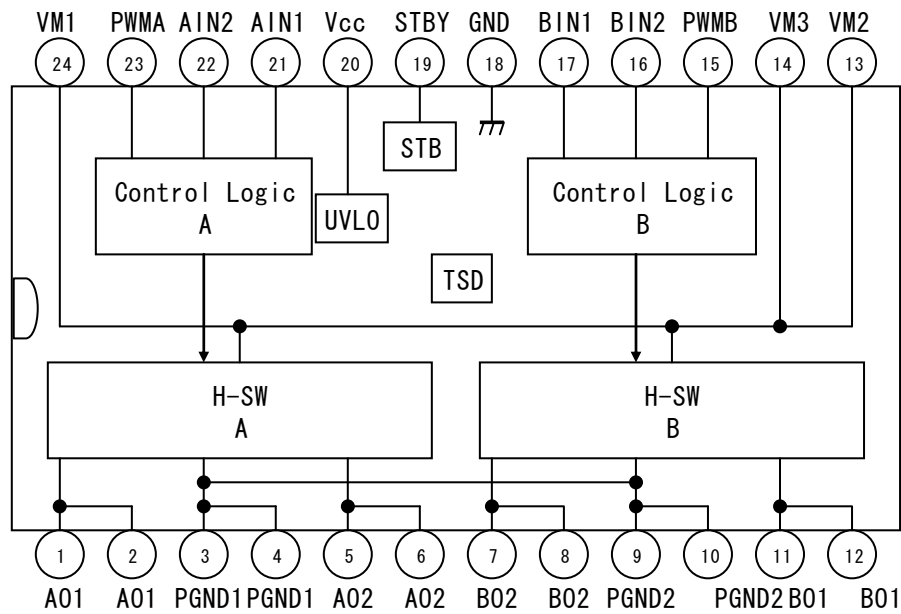 VM1 PWMA AIN2 AIN1 Vcc STBY GND BIN1 BIN2 PWMB VM3 VM2
24 23 22 21 20 19 18 17 16 15 14 13
STB
Control Logic
A
UVLO
Control Logic
B
TSD
H-SW
A
H-SW
B
1 2 3 4 5 6 7 8 9 10 11 12
AO1 AO1 PGND1 PGND1 AO2 AO2 BO2 BO2 PGND2 PGND2 BO1 BO1